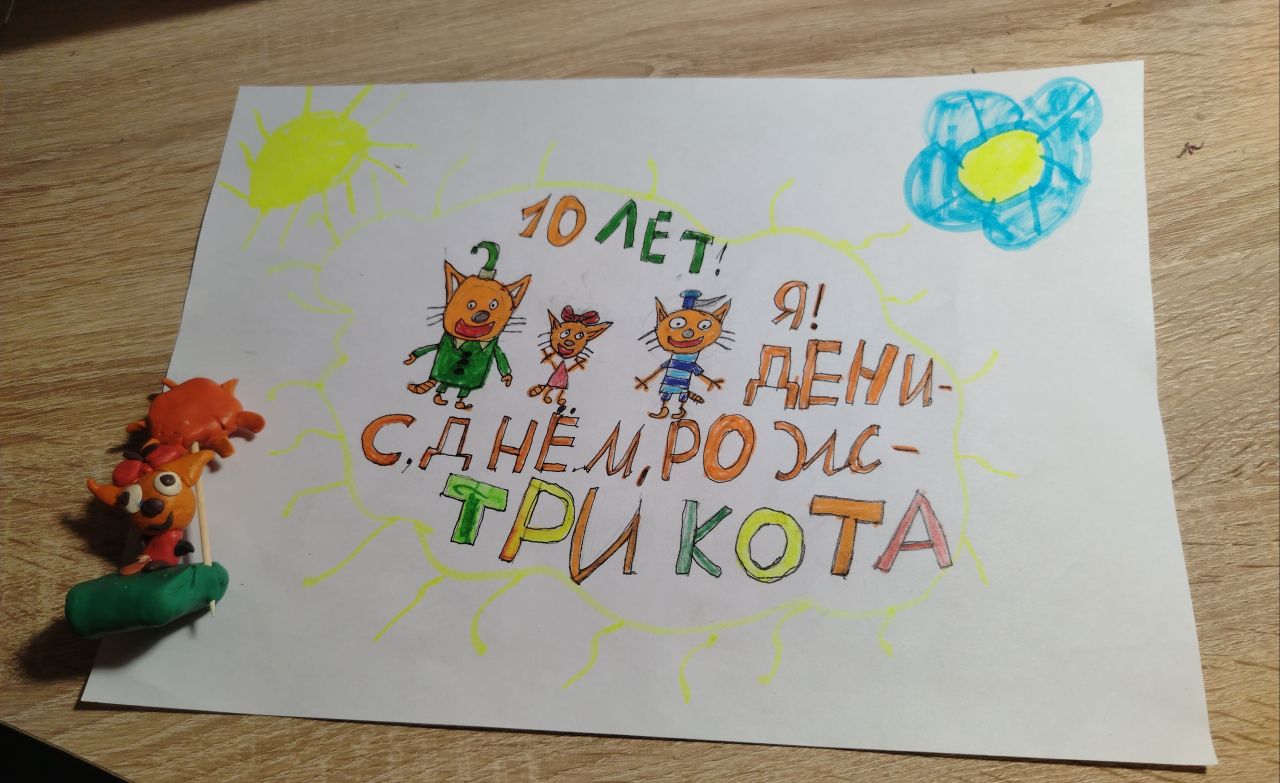 10 ЛЕТ!
Я!
ДЕНИ-
С, ДНЁМ, РОЖ-
ТРИ КОТА